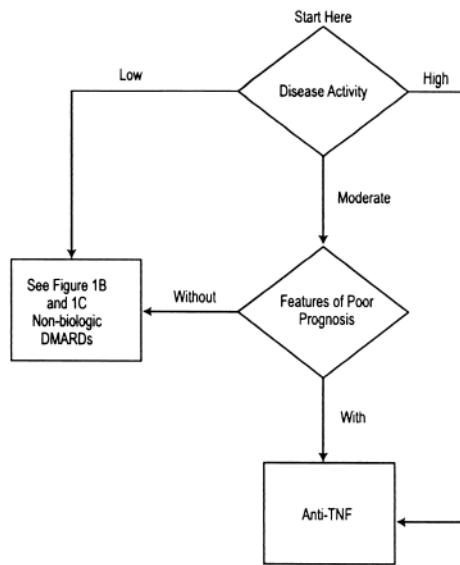 Start Here
Low
Disease Activity
High
Moderate
See Figure 1B
and 1C
Non-biologic
DMARDs
Without
Features of Poor
Prognosis
With
Anti-TNF